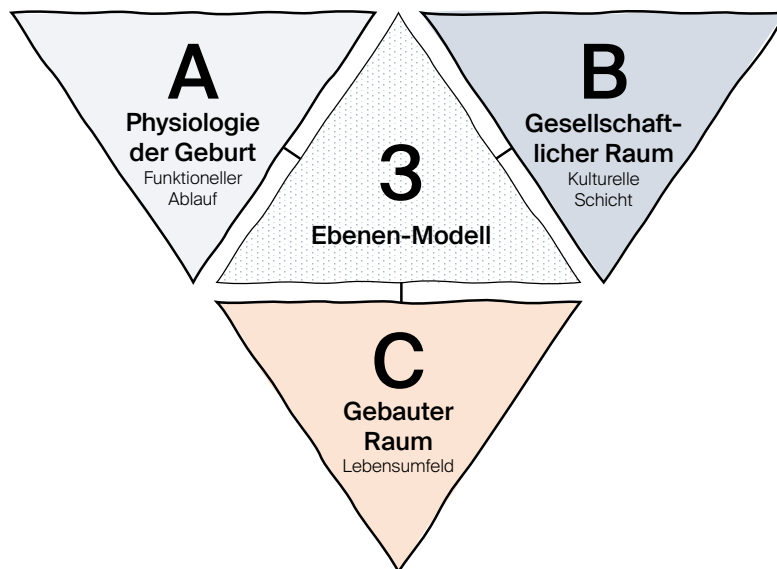 A
Physiologie
der Geburt
Funktioneller
Ablauf
B
Gesellschaft-
licher Raum
Kulturelle
Schicht
3
Ebenen-Modell
C
Gebauter
Raum
Lebensumfeld